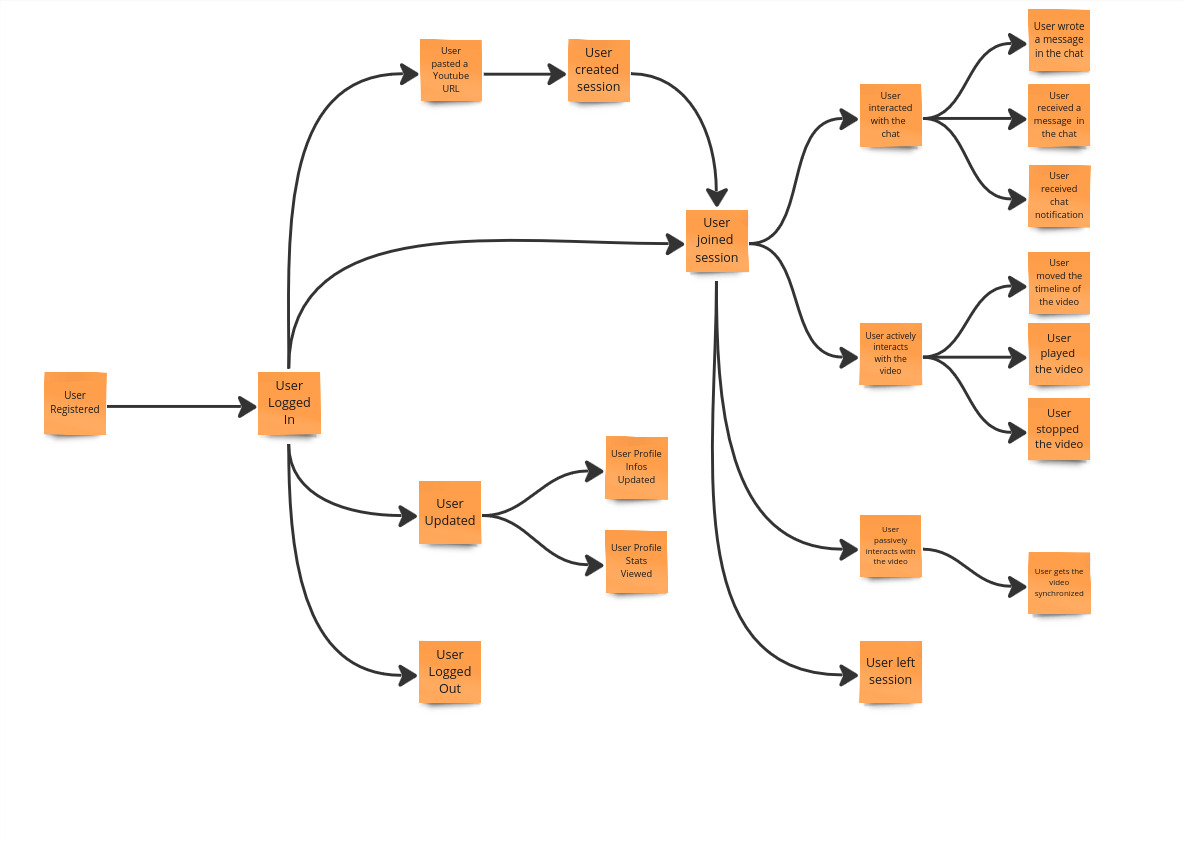 User
pasted a
Youtube
URL
User
created
session
User wrote
a message
in the chat
User
interacted
with the
chat
User
received a
message  in
the chat
User
received
chat
notification
User
joined
session
User
moved the
timeline of
the video
User actively
interacts
with the
video
User
played
the video
User
stopped
the video
User
Registered
User
Logged
In
User Profile
Infos
Updated
User
Updated
User Profile
Stats
Viewed
User
passively
interacts with
the video
User gets the
video
synchronized
User
Logged
Out
User left
session